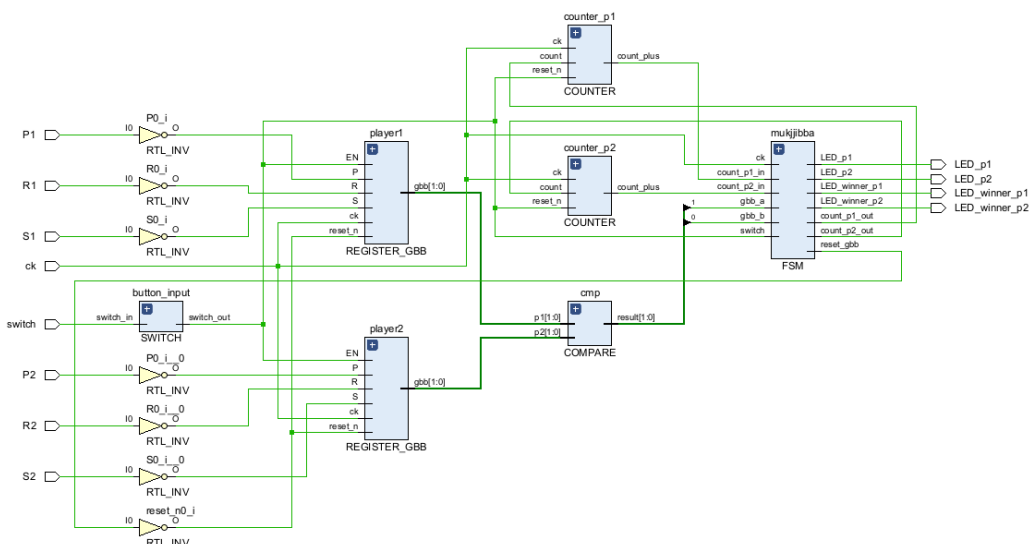 counter_p1
ck
count
reset_n
count_plus
COUNTER
P0_i
P1
I0
O
RTL_INV
R0_i
R1
I0
O
RTL_INV
S0_i
S1
I0
O
RTL_INV
ck
player1
EN
P
R
S
ck
reset_n
gbb[1:0]
REGISTER_GBB
counter_p2
ck
count
reset_n
count_plus
COUNTER
mukjjibba
ck
count_p1_in
count_p2_in
gbb_a
gbb_b
switch
LED_p1
LED_p2
LED_winner_p1
LED_winner_p2
count_p1_out
count_p2_out
reset_gbb
FSM
1
0
LED_p1
LED_p2
LED_winner_p1
LED_winner_p2
button_input
switch
switch_in
switch_out
SWITCH
cmp
p1[1:0]
p2[1:0]
result[1:0]
COMPARE
player2
EN
P
R
S
ck
reset_n
gbb[1:0]
REGISTER_GBB
P0_i__0
P2
I0
O
RTL_INV
R0_i__0
R2
I0
O
RTL_INV
S0_i__0
S2
I0
O
RTL_INV
reset_n0_i
I0
O
RTL_INV